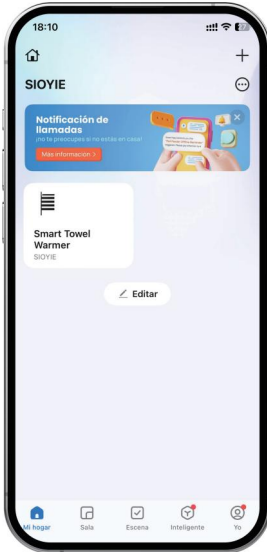 18:10
SIOYIE
Notificación de
llamadas
¡no te preocupes si no estás en casa!
Más información >
Smart Towel
Warmer
SIOYIE
Editar
Mi hogar
Sala
Escena
Inteligente
Yo